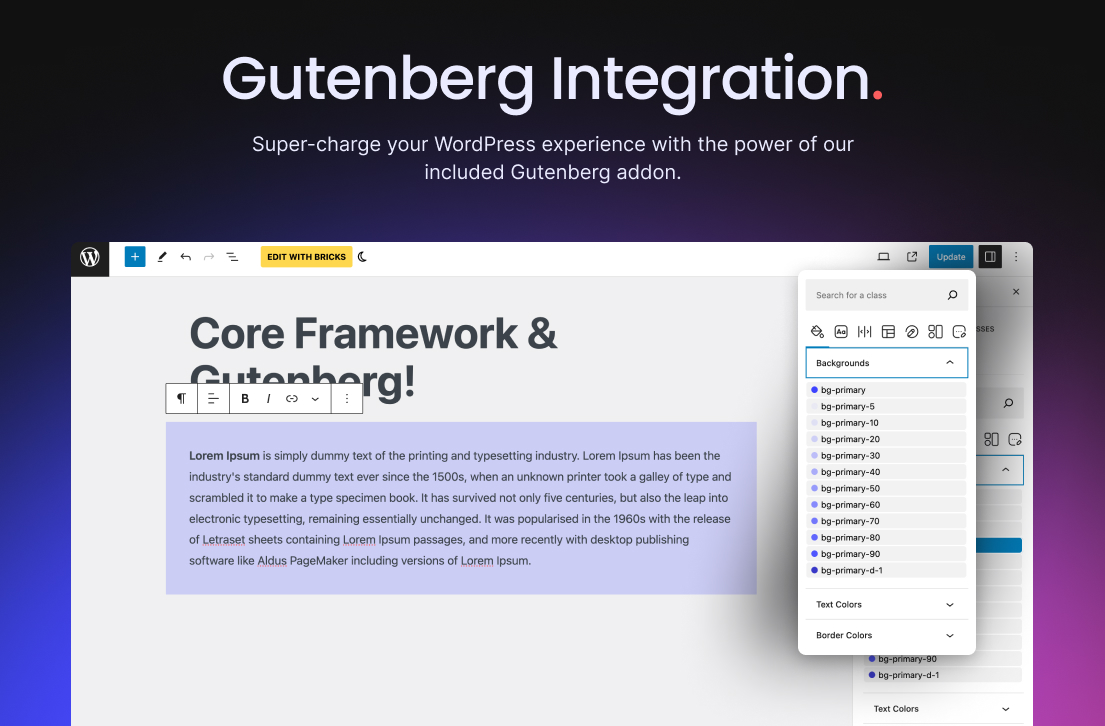 Gutenberg Integration.
Super-charge your WordPress experience with the power of our
included Gutenberg addon.
EDIT WITH BRICKS
Update
Core Framework &
Gutenberg!
B I
Lorem Ipsum is simply dummy text of the printing and typesetting industry. Lorem Ipsum has been the
industry's standard dummy text ever since the 1500s, when an unknown printer took a galley of type and
scrambled it to make a type specimen book. It has survived not only five centuries, but also the leap into
electronic typesetting, remaining essentially unchanged. It was popularised in the 1960s with the release
of Letraset sheets containing Lorem Ipsum passages, and more recently with desktop publishing
software like Aldus PageMaker including versions of Lorem Ipsum.
Search for a class
Aa
Backgrounds
bg-primary
bg-primary-5
bg-primary-10
bg-primary-20
bg-primary-30
bg-primary-40
bg-primary-50
bg-primary-60
bg-primary-70
bg-primary-80
bg-primary-90
bg-primary-d-1
Text Colors
Border Colors
bg-primary-90
bg-primary-d-1
Text Colors